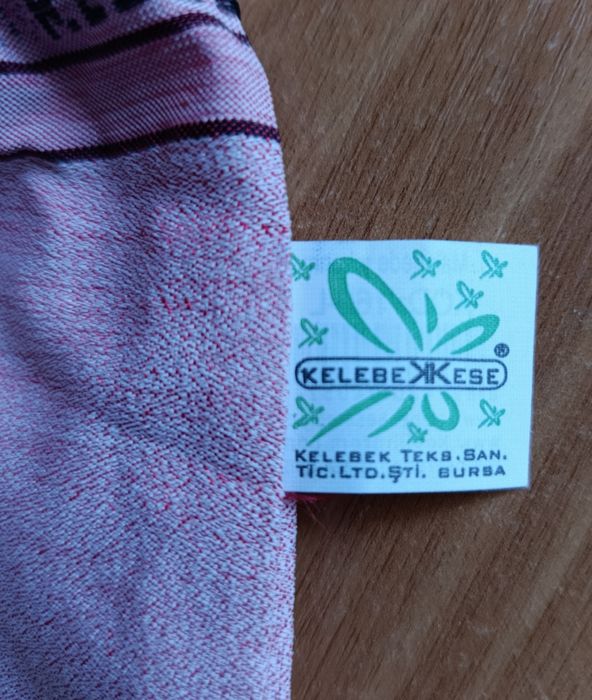 KELEBEKKESE®
KELEBEK TEKS.SAN.
TİC.LTD.ŞTİ. BURSA